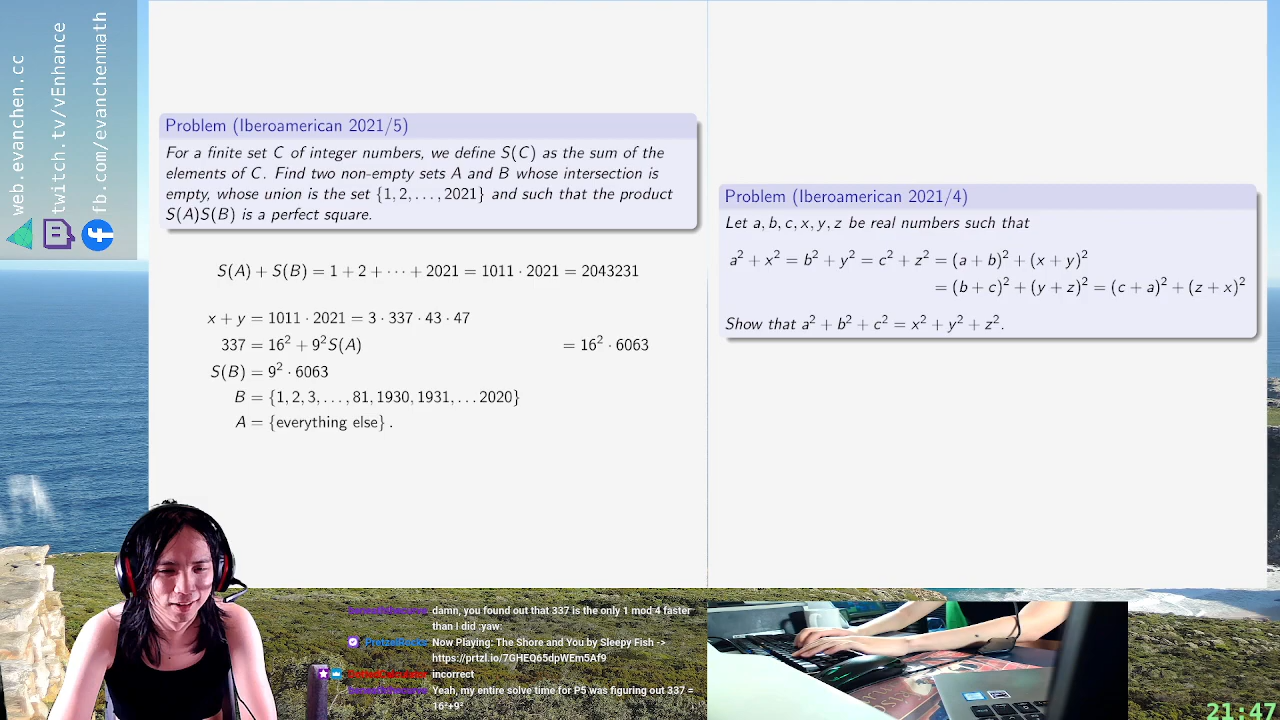 web.evanchen.cc
twitch.tv/vEnhance
fb.com/evanchenmath
Problem (Iberoamerican 2021/5)
For a finite set C of integer numbers, we define S(C) as the sum of the
elements of C. Find two non-empty sets A and B whose intersection is
empty, whose union is the set {1, 2, . . . , 2021} and such that the product
S(A)S(B) is a perfect square.
S(A) + S(B) = 1 + 2 + · · · + 2021 = 1011 · 2021 = 2043231
x + y = 1011 · 2021 = 3 · 337 · 43 · 47
337 = 16² + 9²S(A) = 16² · 6063
S(B) = 9² · 6063
B = {1, 2, 3, . . . , 81, 1930, 1931, . . . 2020}
A = {everything else} .
Problem (Iberoamerican 2021/4)
Let a, b, c, x, y, z be real numbers such that
a² + x² = b² + y² = c² + z² = (a + b)² + (x + y)²
= (b + c)² + (y + z)² = (c + a)² + (z + x)²
Show that a² + b² + c² = x² + y² + z².
damn, you found out that 337 is the only 1 mod 4 faster
than I did :yaw:
PretzelRocks Now Playing: The Shore and You by Sleepy Fish ->
https://prtzl.io/7GHEQ65dpWEm5Af9
incorrect
Yeah, my entire solve time for P5 was figuring out 337 =
16²+9²
21:47